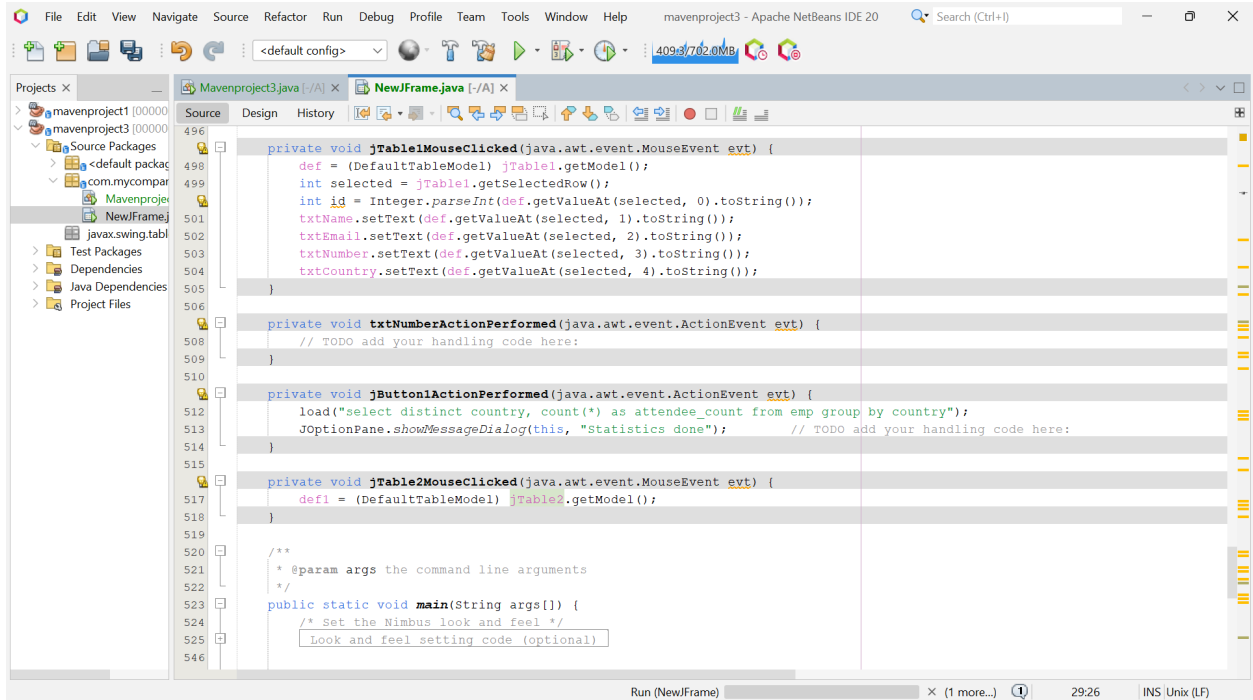 File Edit View Navigate Source Refactor Run Debug Profile Team Tools Window Help mavenproject3 - Apache NetBeans IDE 20 Search (Ctrl+I)
<default config> 409.3/702.0MB
Projects Mavenproject3.java [-/A] NewJFrame.java [-/A]
mavenproject1 [00000
mavenproject3 [00000
Source Packages
<default packag
com.mycompar
Mavenproje
NewJFrame.j
javax.swing.tabl
Test Packages
Dependencies
Java Dependencies
Project Files
Source Design History
496
private void jTable1MouseClicked(java.awt.event.MouseEvent evt) {
498 def = (DefaultTableModel) jTable1.getModel();
499 int selected = jTable1.getSelectedRow();
int id = Integer.parseInt(def.getValueAt(selected, 0).toString());
501 txtName.setText(def.getValueAt(selected, 1).toString());
502 txtEmail.setText(def.getValueAt(selected, 2).toString());
503 txtNumber.setText(def.getValueAt(selected, 3).toString());
504 txtCountry.setText(def.getValueAt(selected, 4).toString());
505 }
506
private void txtNumberActionPerformed(java.awt.event.ActionEvent evt) {
508 // TODO add your handling code here:
509 }
510
private void jButton1ActionPerformed(java.awt.event.ActionEvent evt) {
512 load("select distinct country, count(*) as attendee_count from emp group by country");
513 JOptionPane.showMessageDialog(this, "Statistics done"); // TODO add your handling code here:
514 }
515
private void jTable2MouseClicked(java.awt.event.MouseEvent evt) {
517 def1 = (DefaultTableModel) jTable2.getModel();
518 }
519
520 /**
521 * @param args the command line arguments
522 */
523 public static void main(String args[]) {
524 /* Set the Nimbus look and feel */
525 Look and feel setting code (optional)
546
Run (NewJFrame) (1 more...) 1 29:26 INS Unix (LF)